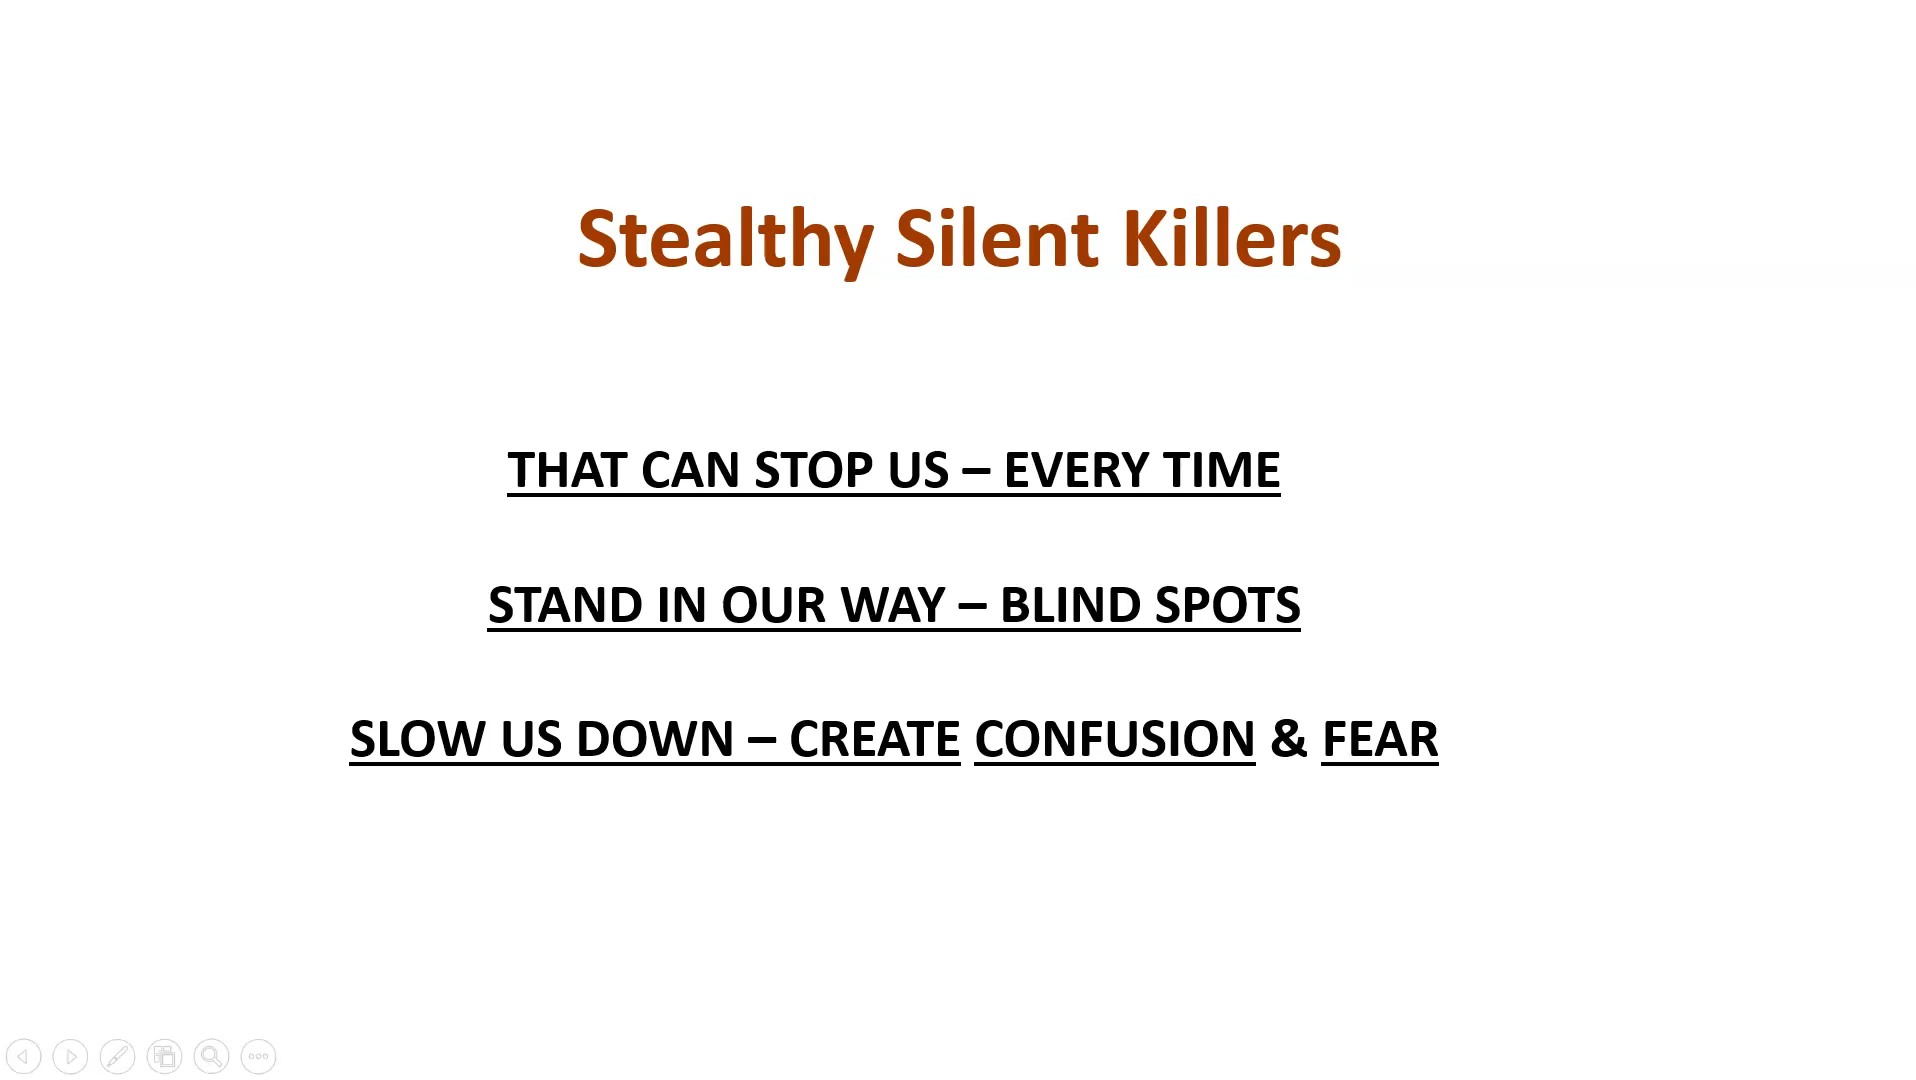 Stealthy Silent Killers
THAT CAN STOP US – EVERY TIME
STAND IN OUR WAY – BLIND SPOTS
SLOW US DOWN – CREATE CONFUSION & FEAR